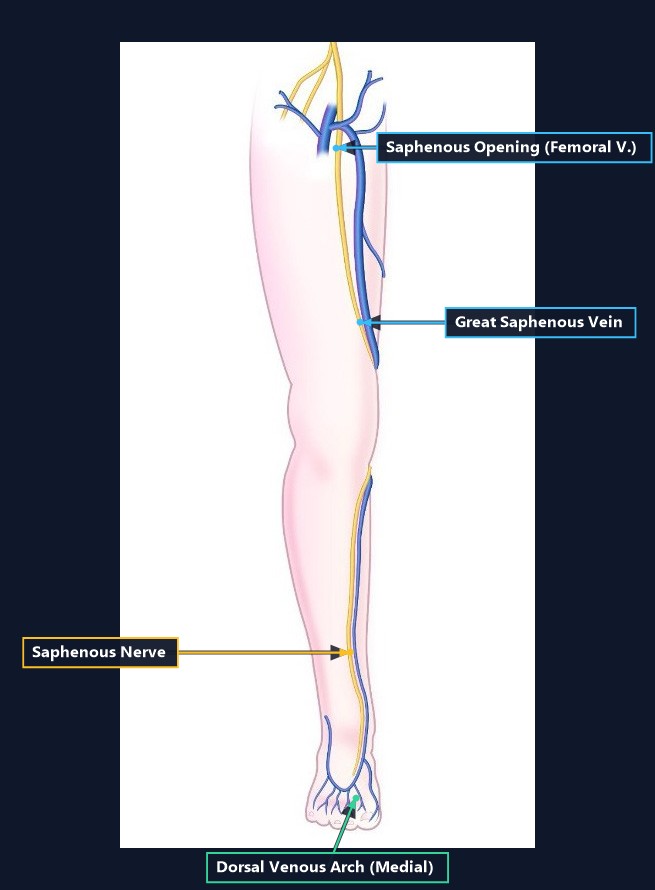 Saphenous Opening (Femoral V.)
Great Saphenous Vein
Saphenous Nerve
Dorsal Venous Arch (Medial)